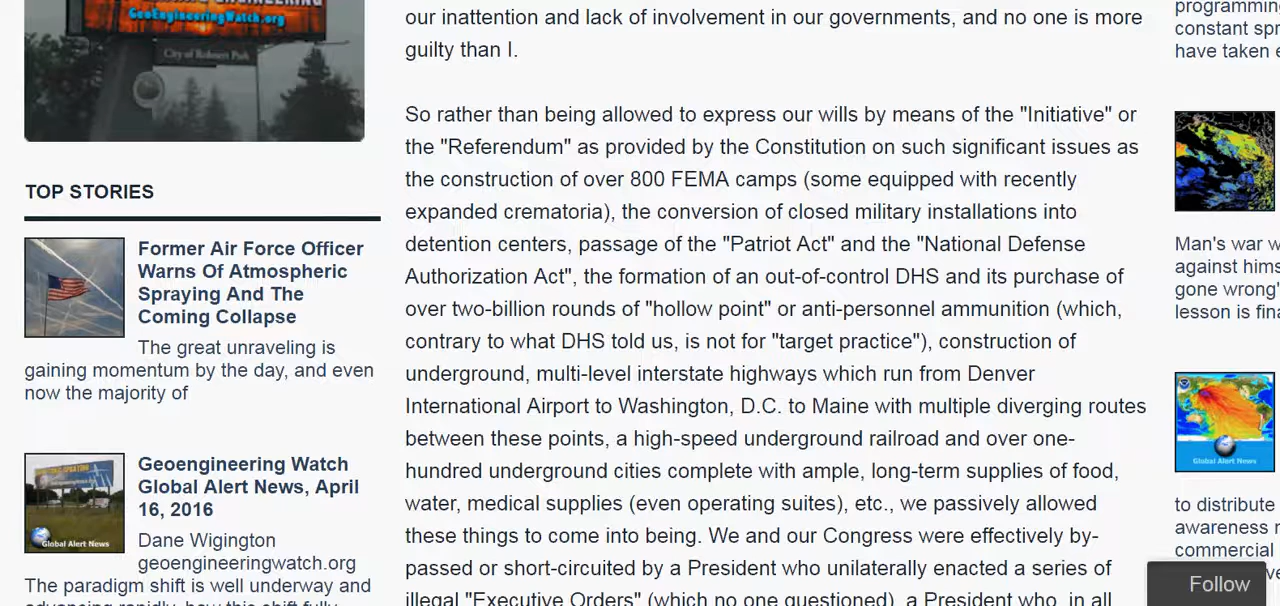 GeoEngineeringWatch.org
City of Rohnert Park
TOP STORIES
Former Air Force Officer
Warns Of Atmospheric
Spraying And The
Coming Collapse
The great unraveling is
gaining momentum by the day, and even
now the majority of
Geoengineering Watch
Global Alert News, April
16, 2016
Global Alert News
Dane Wigington
geoengineeringwatch.org
The paradigm shift is well underway and
our inattention and lack of involvement in our governments, and no one is more
guilty than I.
So rather than being allowed to express our wills by means of the "Initiative" or
the "Referendum" as provided by the Constitution on such significant issues as
the construction of over 800 FEMA camps (some equipped with recently
expanded crematoria), the conversion of closed military installations into
detention centers, passage of the "Patriot Act" and the "National Defense
Authorization Act", the formation of an out-of-control DHS and its purchase of
over two-billion rounds of "hollow point" or anti-personnel ammunition (which,
contrary to what DHS told us, is not for "target practice"), construction of
underground, multi-level interstate highways which run from Denver
International Airport to Washington, D.C. to Maine with multiple diverging routes
between these points, a high-speed underground railroad and over one-
hundred underground cities complete with ample, long-term supplies of food,
water, medical supplies (even operating suites), etc., we passively allowed
these things to come into being. We and our Congress were effectively by-
passed or short-circuited by a President who unilaterally enacted a series of
illegal "Executive Orders" (which no one questioned), a President who, in all
programming
constant spr
have taken e
Man's war w
against hims
gone wrong'
lesson is fina
Global Alert News
to distribute
awareness r
commercial
Follow